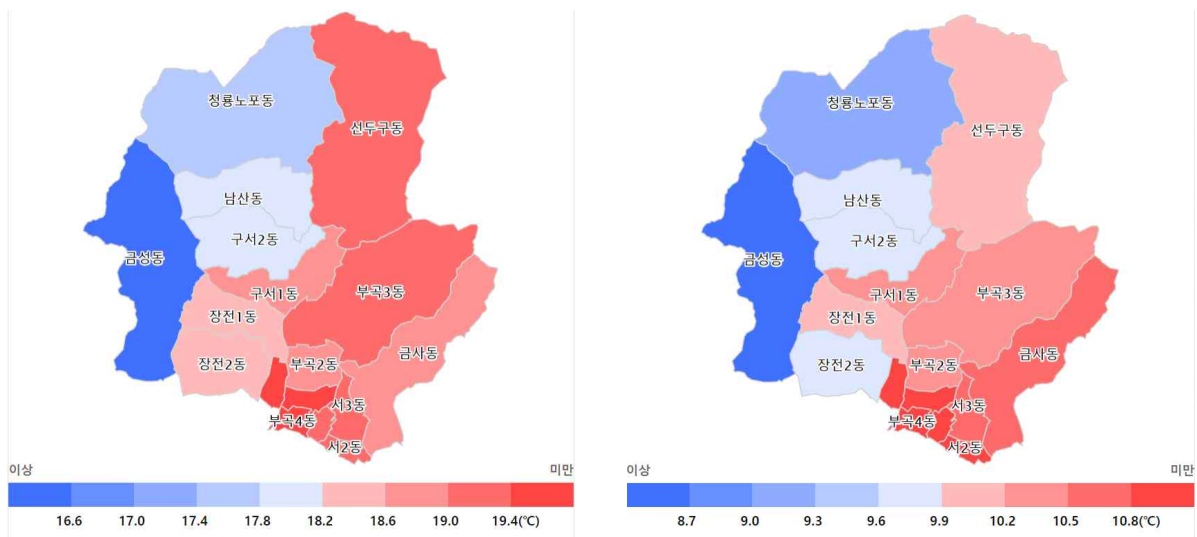 청룡노포동
선두구동
남산동
구서2동
금성동
구서1동
부곡3동
장전1동
금사동
장전2동
부곡2동
서3동
부곡4동
서2동
이상
미만
16.6 17.0 17.4 17.8 18.2 18.6 19.0 19.4(℃)
청룡노포동
선두구동
남산동
구서2동
금성동
구서1동
부곡3동
장전1동
금사동
장전2동
부곡2동
서3동
부곡4동
서2동
이상
미만
8.7 9.0 9.3 9.6 9.9 10.2 10.5 10.8(℃)